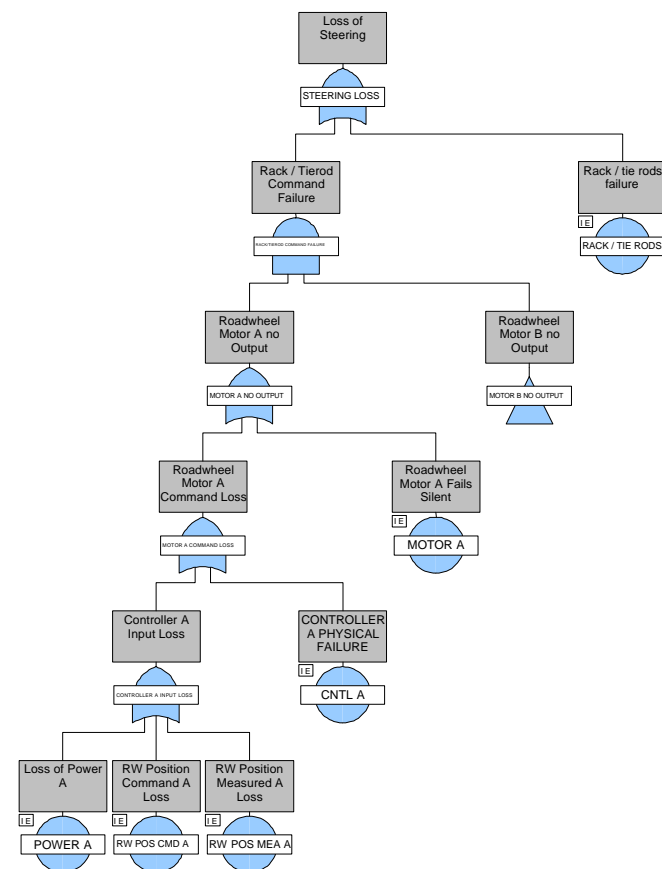 Loss of
Steering
STEERING LOSS
Rack / Tierod
Command
Failure
Rack / tie rods
failure
RACK/TIEROD COMMAND FAILURE
I E
RACK / TIE RODS
Roadwheel
Motor A no
Output
Roadwheel
Motor B no
Output
MOTOR A NO OUTPUT
MOTOR B NO OUTPUT
Roadwheel
Motor A
Command Loss
Roadwheel
Motor A Fails
Silent
MOTOR A COMMAND LOSS
I E
MOTOR A
Controller A
Input Loss
CONTROLLER
A PHYSICAL
FAILURE
CONTROLLER A INPUT LOSS
I E
CNTL A
Loss of Power
A
RW Position
Command A
Loss
RW Position
Measured A
Loss
I E
POWER A
I E
RW POS CMD A
I E
RW POS MEA A